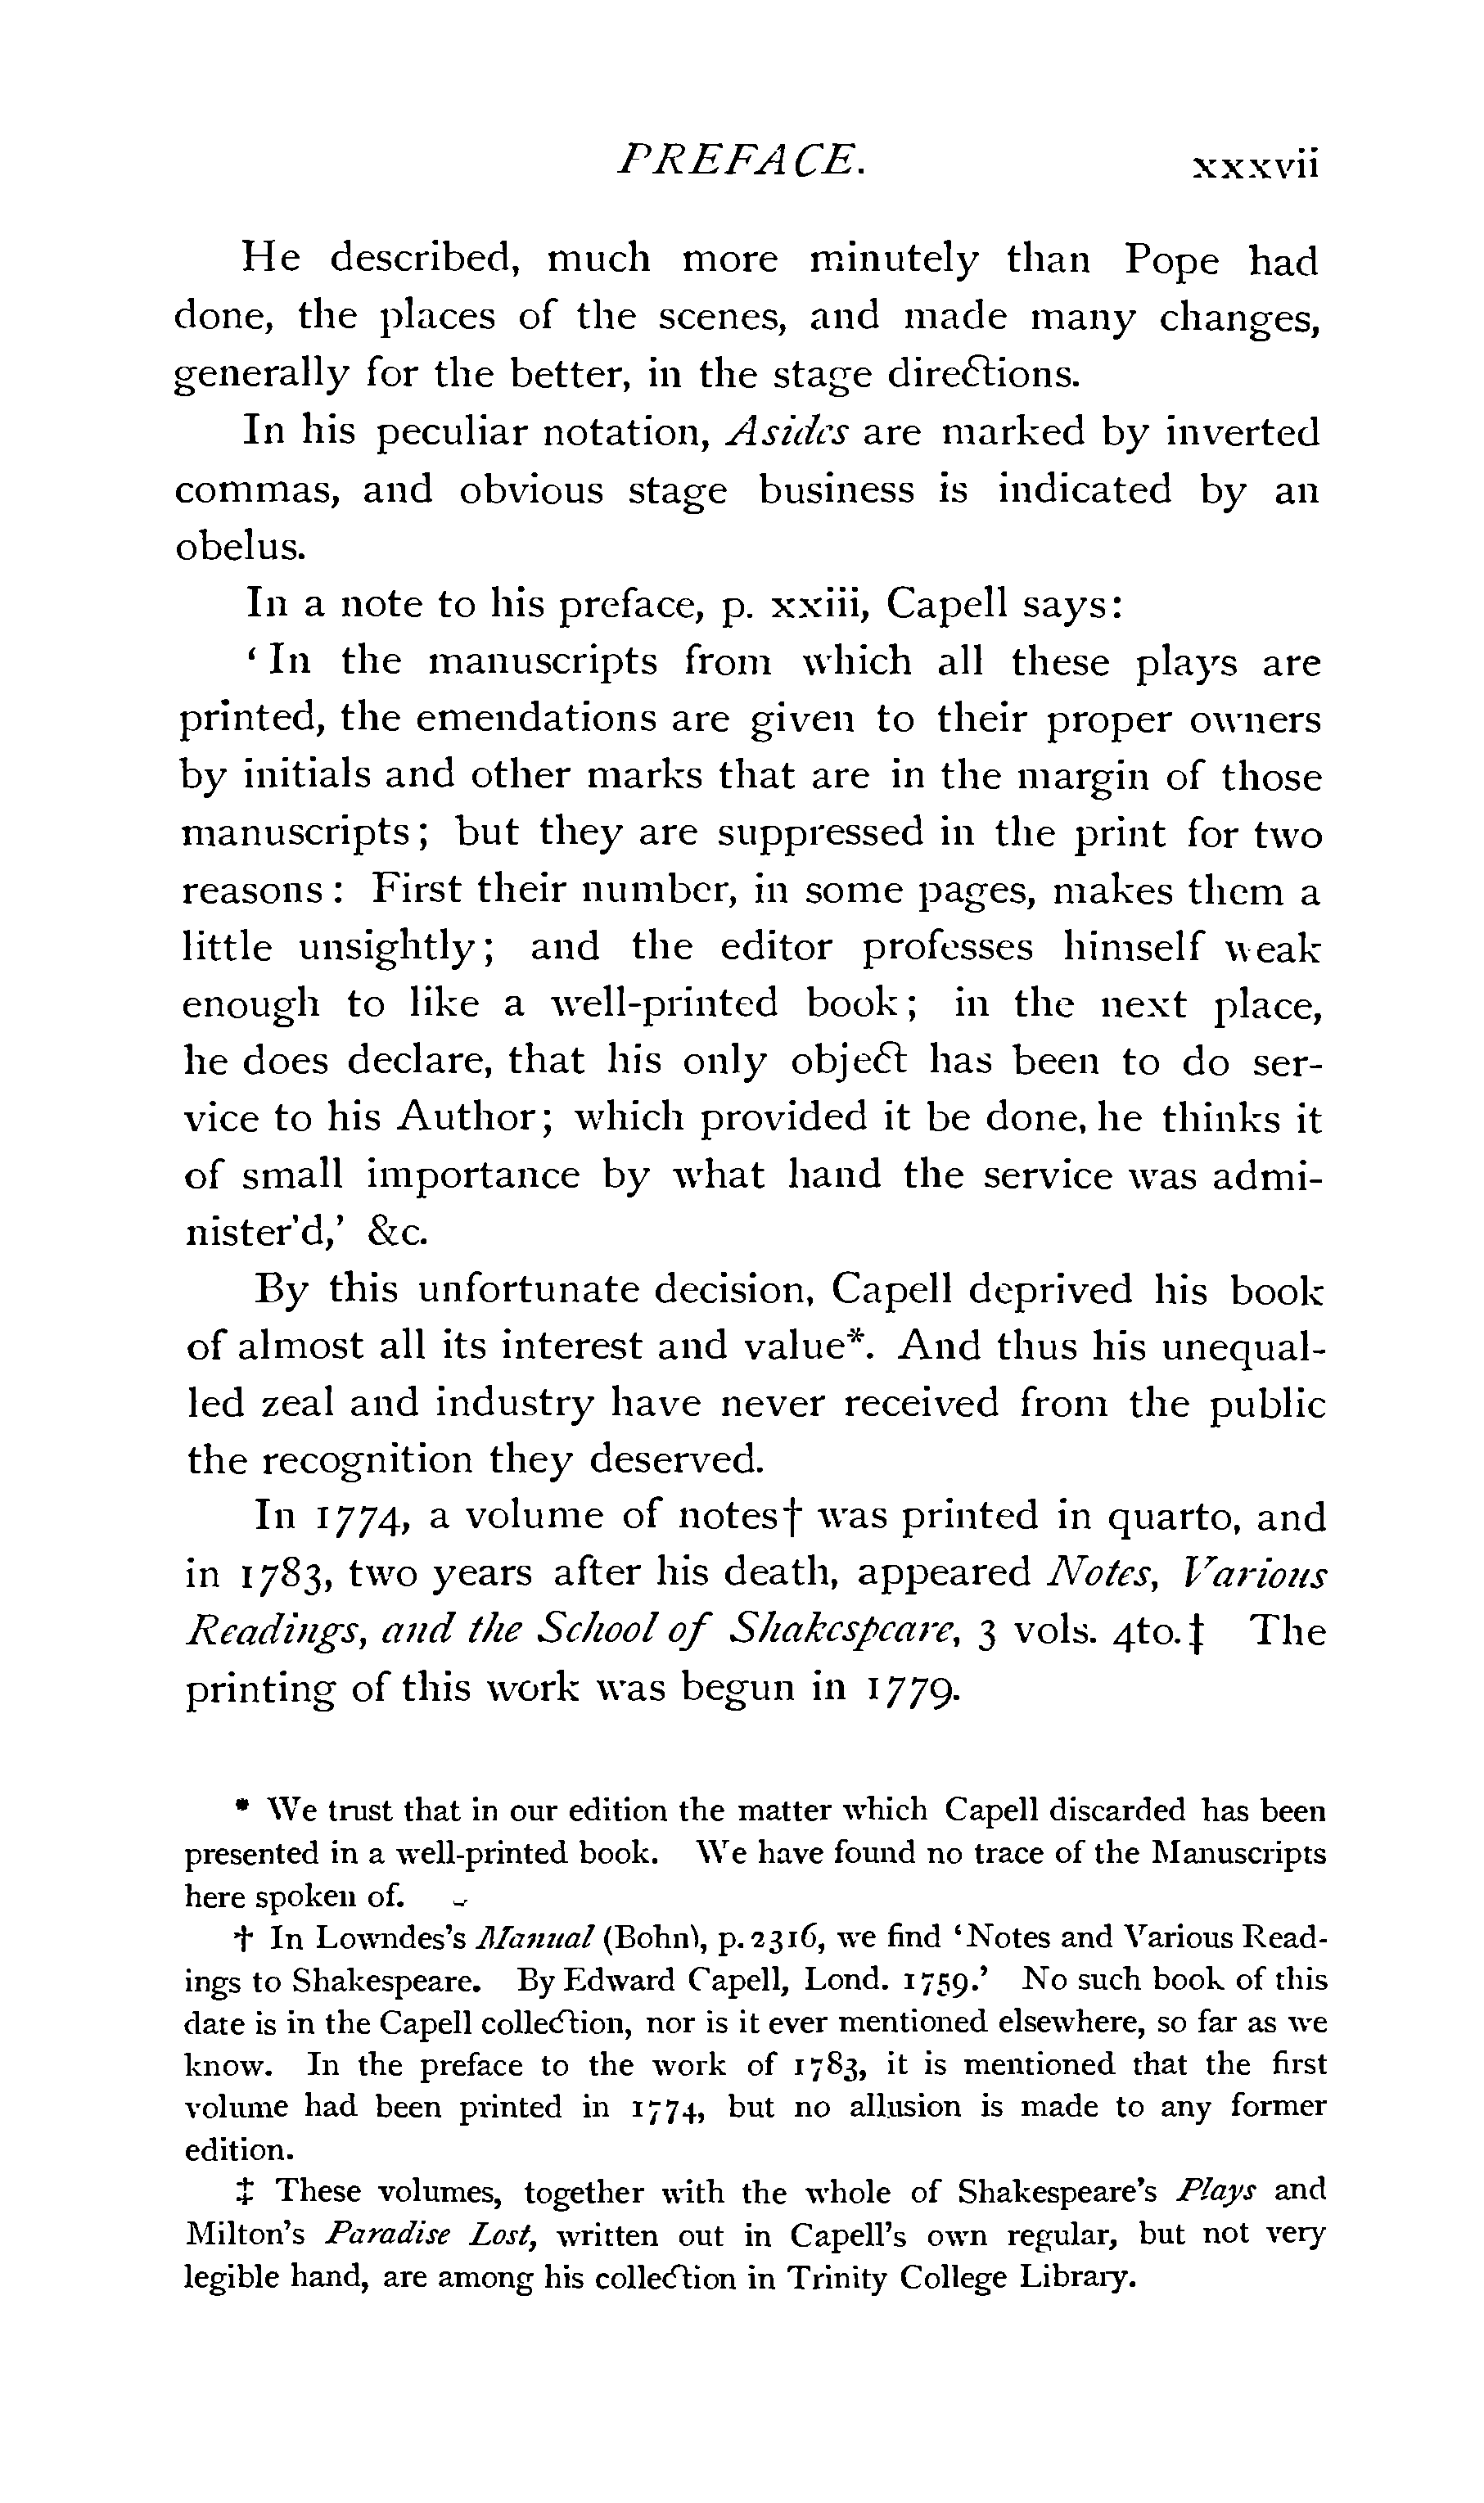 PREFACE. xxxvii
He described, much more minutely than Pope had
done, the places of the scenes, and made many changes,
generally for the better, in the stage directions.
In his peculiar notation, Asides are marked by inverted
commas, and obvious stage business is indicated by an
obelus.
In a note to his preface, p. xxiii, Capell says:
‘In the manuscripts from which all these plays are
printed, the emendations are given to their proper owners
by initials and other marks that are in the margin of those
manuscripts; but they are suppressed in the print for two
reasons: First their number, in some pages, makes them a
little unsightly; and the editor professes himself weak
enough to like a well-printed book; in the next place,
he does declare, that his only object has been to do ser-
vice to his Author; which provided it be done, he thinks it
of small importance by what hand the service was admi-
nister'd,’ &c.
By this unfortunate decision, Capell deprived his book
of almost all its interest and value*. And thus his unequal-
led zeal and industry have never received from the public
the recognition they deserved.
In 1774, a volume of notes† was printed in quarto, and
in 1783, two years after his death, appeared Notes, Various
Readings, and the School of Shakespeare, 3 vols. 4to.‡ The
printing of this work was begun in 1779.
* We trust that in our edition the matter which Capell discarded has been
presented in a well-printed book. We have found no trace of the Manuscripts
here spoken of.
† In Lowndes's Manual (Bohn), p. 2316, we find ‘Notes and Various Read-
ings to Shakespeare. By Edward Capell, Lond. 1759.’ No such book of this
date is in the Capell collection, nor is it ever mentioned elsewhere, so far as we
know. In the preface to the work of 1783, it is mentioned that the first
volume had been printed in 1774, but no allusion is made to any former
edition.
‡ These volumes, together with the whole of Shakespeare's Plays and
Milton's Paradise Lost, written out in Capell's own regular, but not very
legible hand, are among his collection in Trinity College Library.